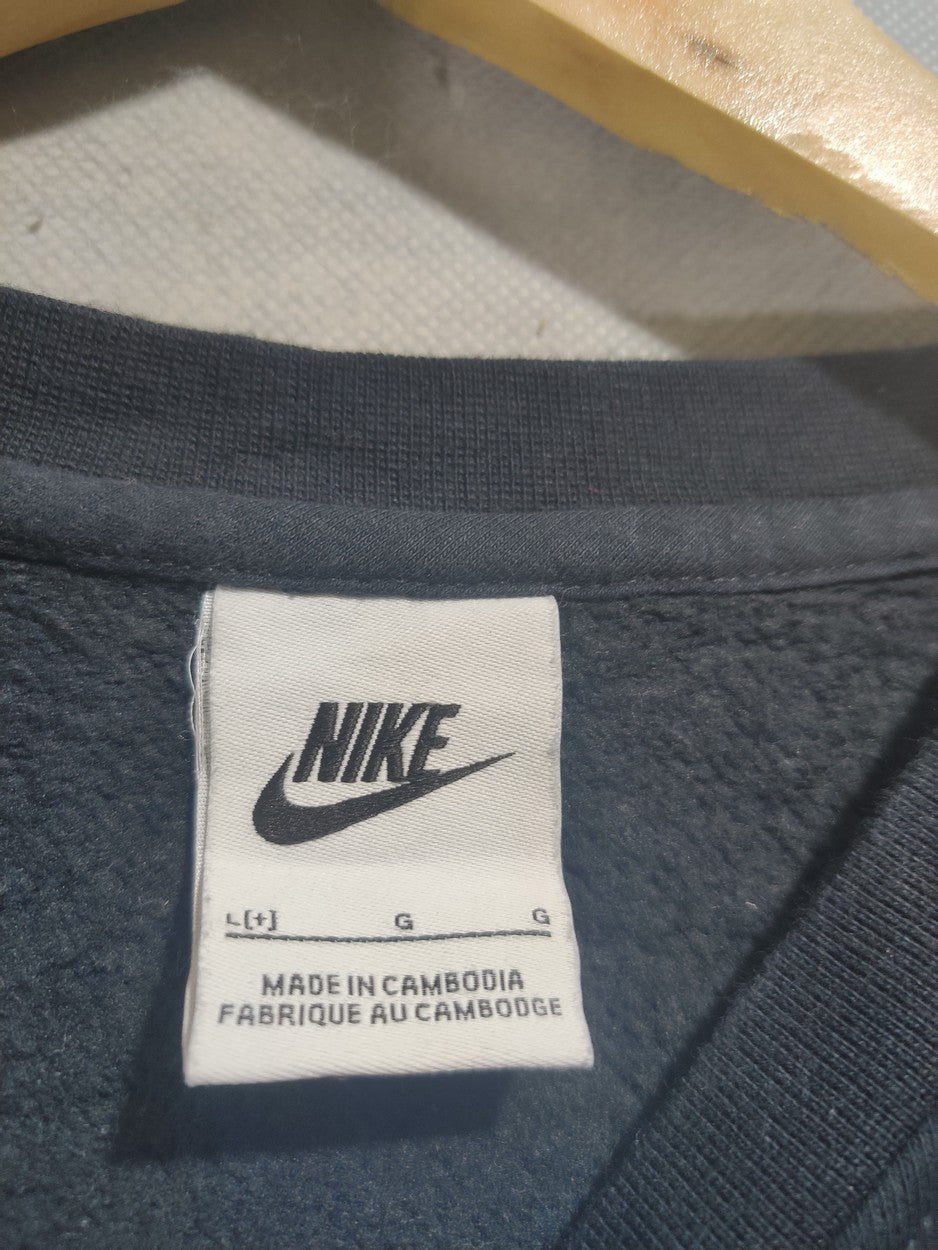 NIKE
L[+] G G
MADE IN CAMBODIA
FABRIQUE AU CAMBODGE